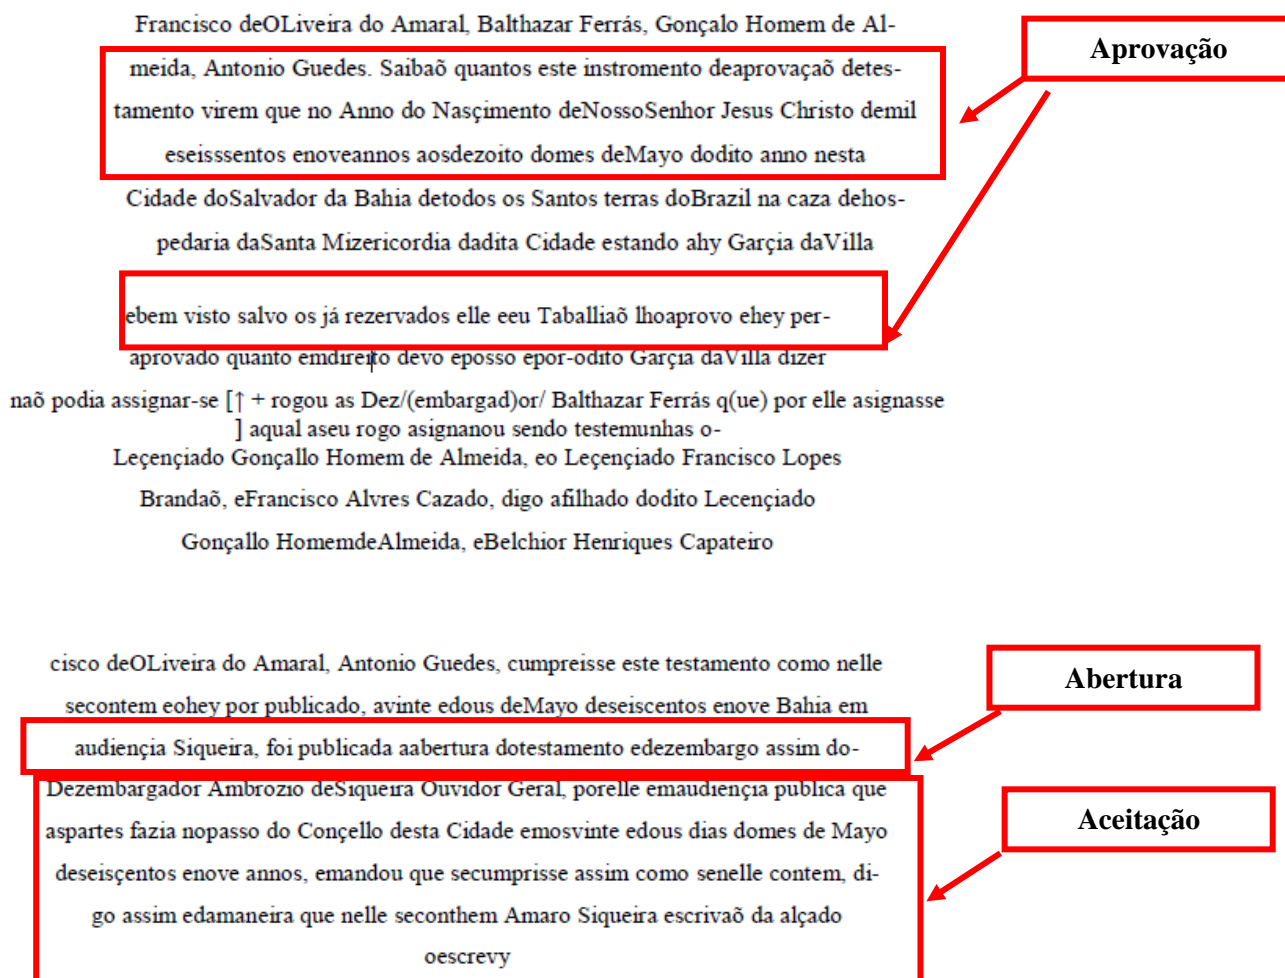 Francisco deOLiveira do Amaral, Balthazar Ferrás, Gonçalo Homem de Al-
Aprovação
meida, Antonio Guedes. Saibaõ quantos este instromento deaprovaçaõ detes-
tamento virem que no Anno do Nasçimento deNossoSenhor Jesus Christo demil
eseisssentos enoveannos aosdezoito domes deMayo dodito anno nesta
Cidade doSalvador da Bahia detodos os Santos terras doBrazil na caza dehos-
pedaria daSanta Mizericordia dadita Cidade estando ahy Garçia daVilla
ebem visto salvo os já rezervados elle eeu Taballiaõ lhoaprovo ehey per-
aprovado quanto emdireito devo eposso epor-odito Garçia daVilla dizer
naõ podia assignar-se [↑ + rogou as Dez/(embargad)or/ Balthazar Ferrás q(ue) por elle asignasse
] aqual aseu rogo asignanou sendo testemunhas o-
Leçençiado Gonçallo Homem de Almeida, eo Leçençiado Francisco Lopes
Brandaõ, eFrancisco Alvres Cazado, digo afilhado dodito Lecençiado
Gonçallo HomemdeAlmeida, eBelchior Henriques Capateiro
cisco deOLiveira do Amaral, Antonio Guedes, cumpreisse este testamento como nelle
Abertura
secontem eohey por publicado, avinte edous deMayo deseiscentos enove Bahia em
audiençia Siqueira, foi publicada aabertura dotestamento edezembargo assim do-
Dezembargador Ambrozio deSiqueira Ouvidor Geral, porelle emaudiençia publica que
Aceitação
aspartes fazia nopasso do Conçello desta Cidade emosvinte edous dias domes de Mayo
deseisçentos enove annos, emandou que secumprisse assim como senelle contem, di-
go assim edamaneira que nelle seconthem Amaro Siqueira escrivaõ da alçado
oescrevy